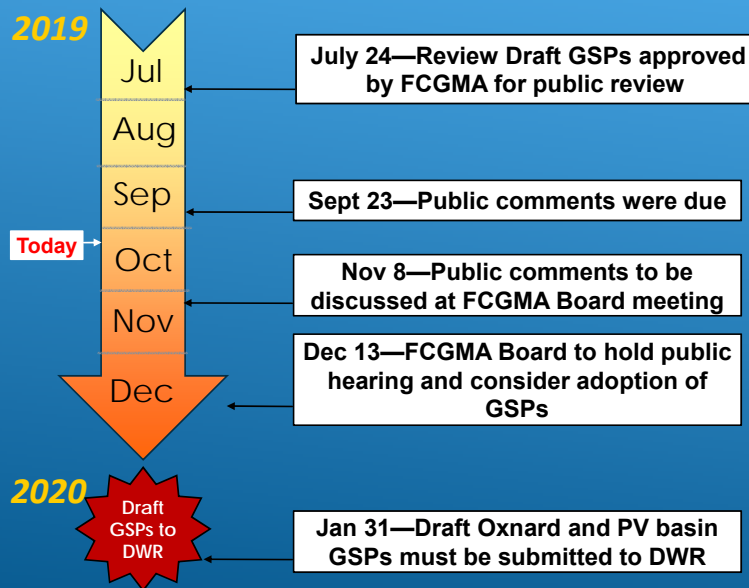 2019
Jul
July 24—Review Draft GSPs approved
by FCGMA for public review
Aug
Sep
Sept 23—Public comments were due
Today
Oct
Nov 8—Public comments to be
discussed at FCGMA Board meeting
Nov
Dec 13—FCGMA Board to hold public
hearing and consider adoption of
GSPs
Dec
2020
Draft
GSPs to
DWR
Jan 31—Draft Oxnard and PV basin
GSPs must be submitted to DWR